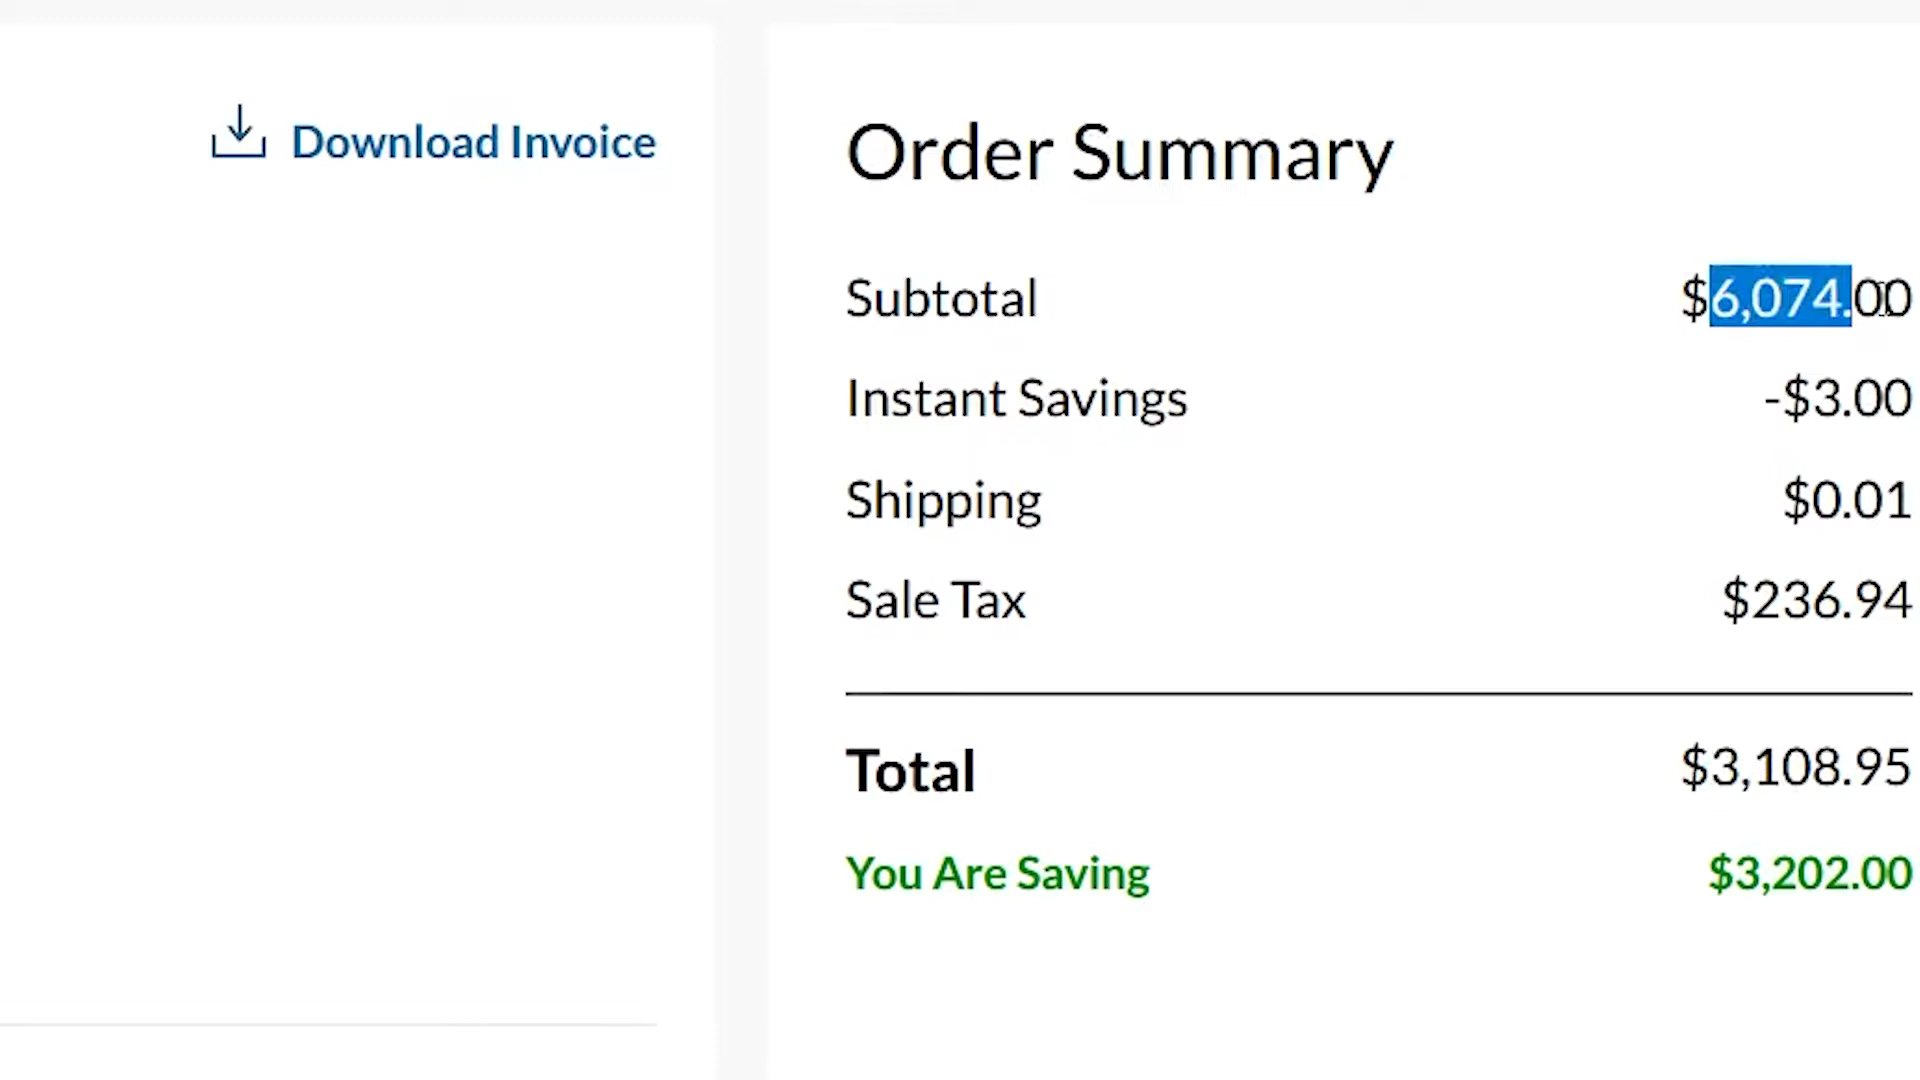 Download Invoice
Order Summary
Subtotal $6,074.00
Instant Savings -$3.00
Shipping $0.01
Sale Tax $236.94
Total $3,108.95
You Are Saving $3,202.00